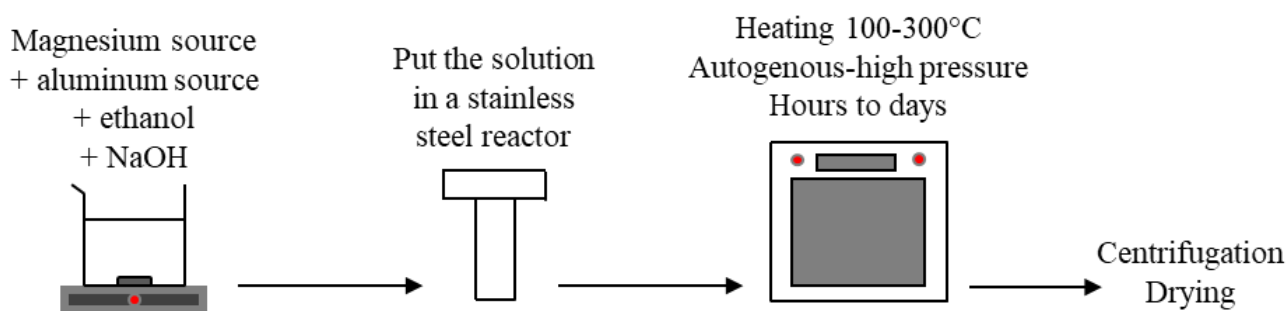 Magnesium source
+ aluminum source
+ ethanol
+ NaOH
Put the solution
in a stainless
steel reactor
Heating 100-300°C
Autogenous-high pressure
Hours to days
Centrifugation
Drying